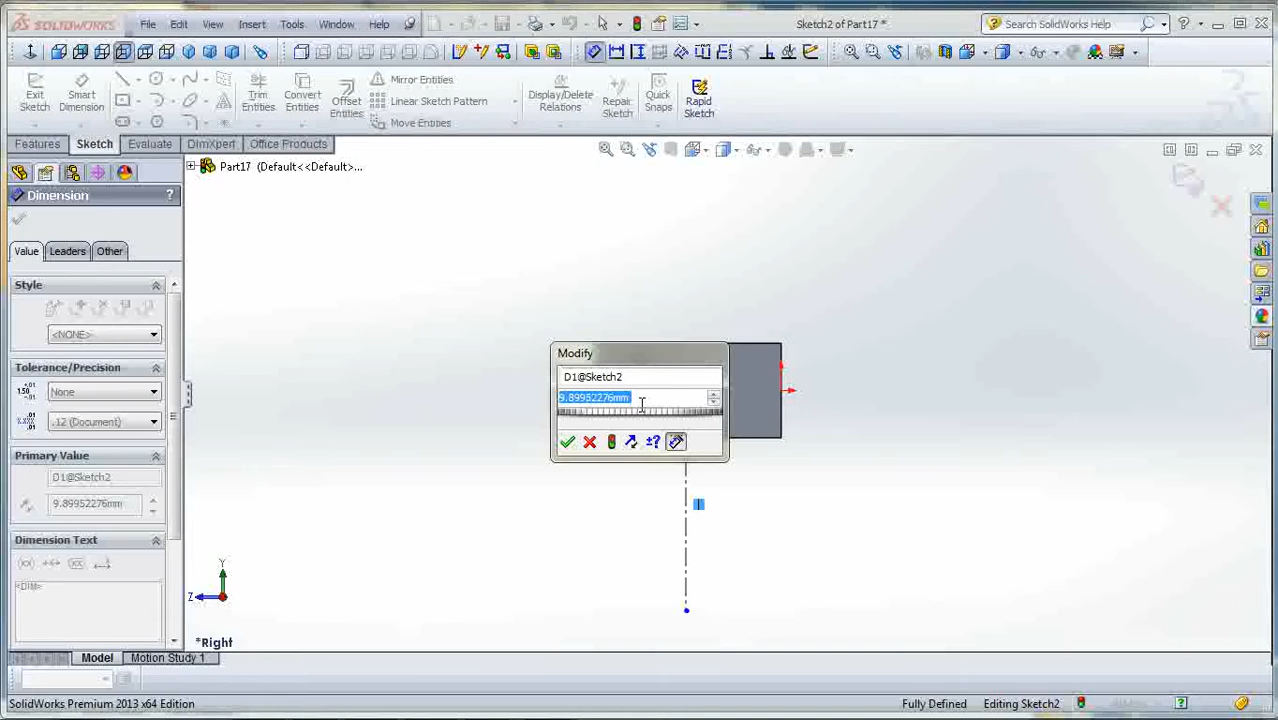 SOLIDWORKS File Edit View Insert Tools Window Help Sketch2 of Part17 * Search SolidWorks Help
Exit Sketch
Smart Dimension
Trim Entities
Convert Entities
Offset Entities
Mirror Entities
Linear Sketch Pattern
Move Entities
Display/Delete Relations
Repair Sketch
Quick Snaps
Rapid Sketch
Features Sketch Evaluate DimXpert Office Products
Part17 (Default<<Default>...
Dimension ?
Value Leaders Other
Style
<NONE>
Tolerance/Precision
None
.12 (Document)
Primary Value
D1@Sketch2
9.89952276mm
Dimension Text
<DIM>
Modify
D1@Sketch2
9.89952276mm
±?
Y
Z
*Right
Model Motion Study 1
SolidWorks Premium 2013 x64 Edition Fully Defined Editing Sketch2